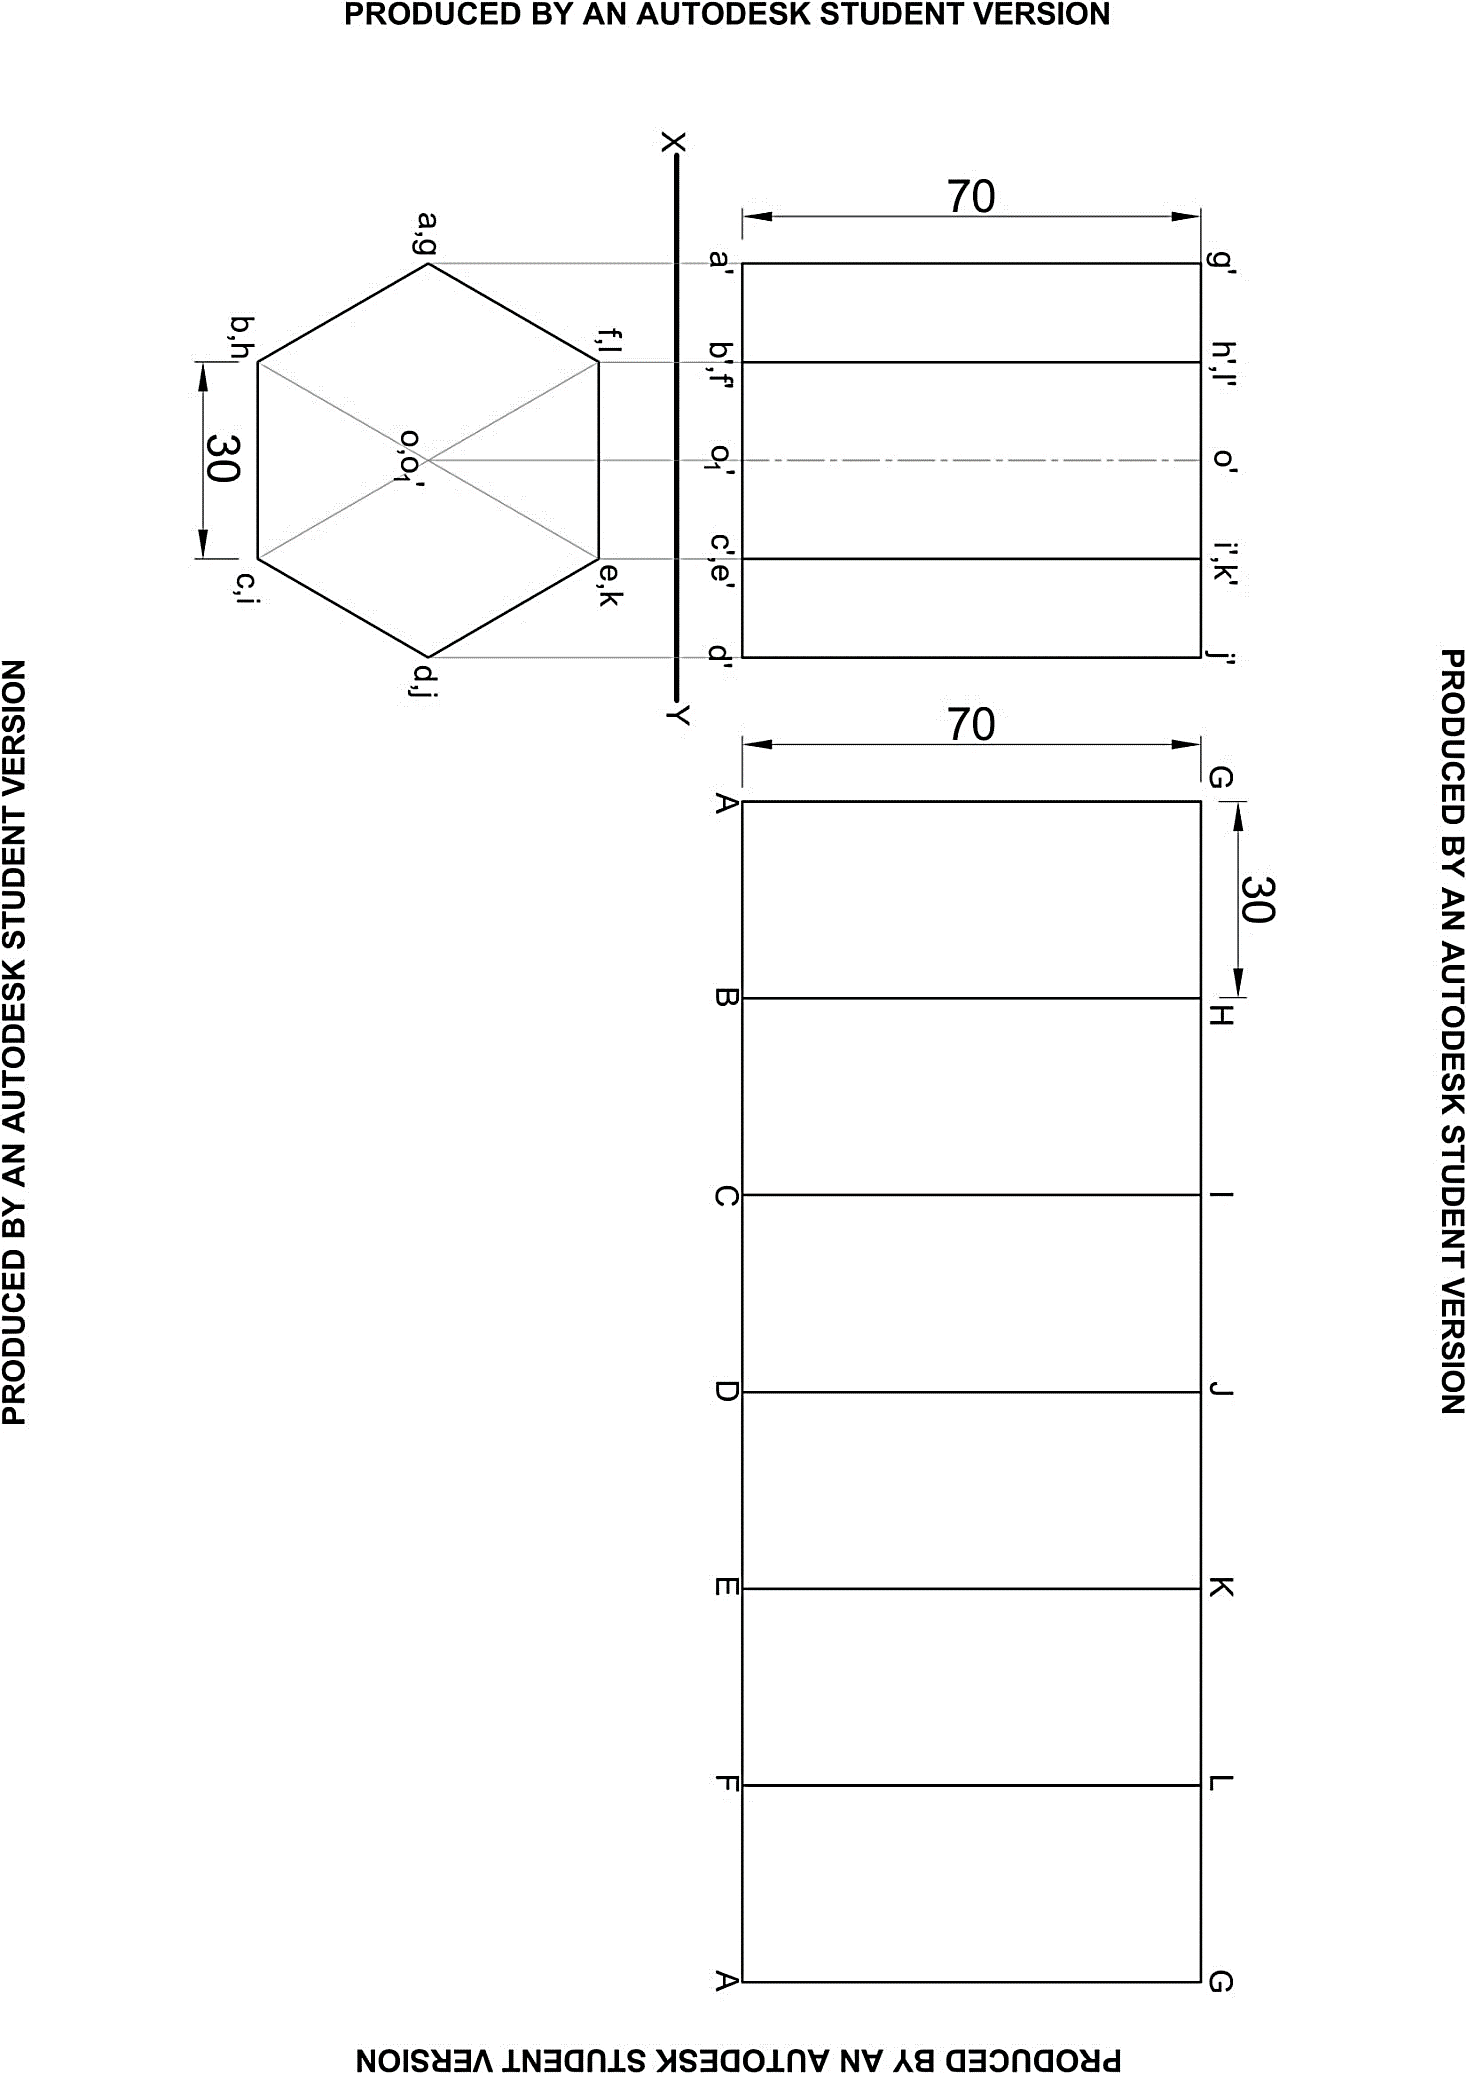 PRODUCED BY AN AUTODESK STUDENT VERSION
X
70
a,g
a'
g'
b,h
f,l
b',f'
h',l'
30
o,o₁'
o₁'
o'
c,i
e,k
c',e'
i',k'
d,j
d'
j'
Y
70
G
A
30
B
H
C
I
D
J
E
K
F
L
A
G
PRODUCED BY AN AUTODESK STUDENT VERSION
PRODUCED BY AN AUTODESK STUDENT VERSION
PRODUCED BY AN AUTODESK STUDENT VERSION